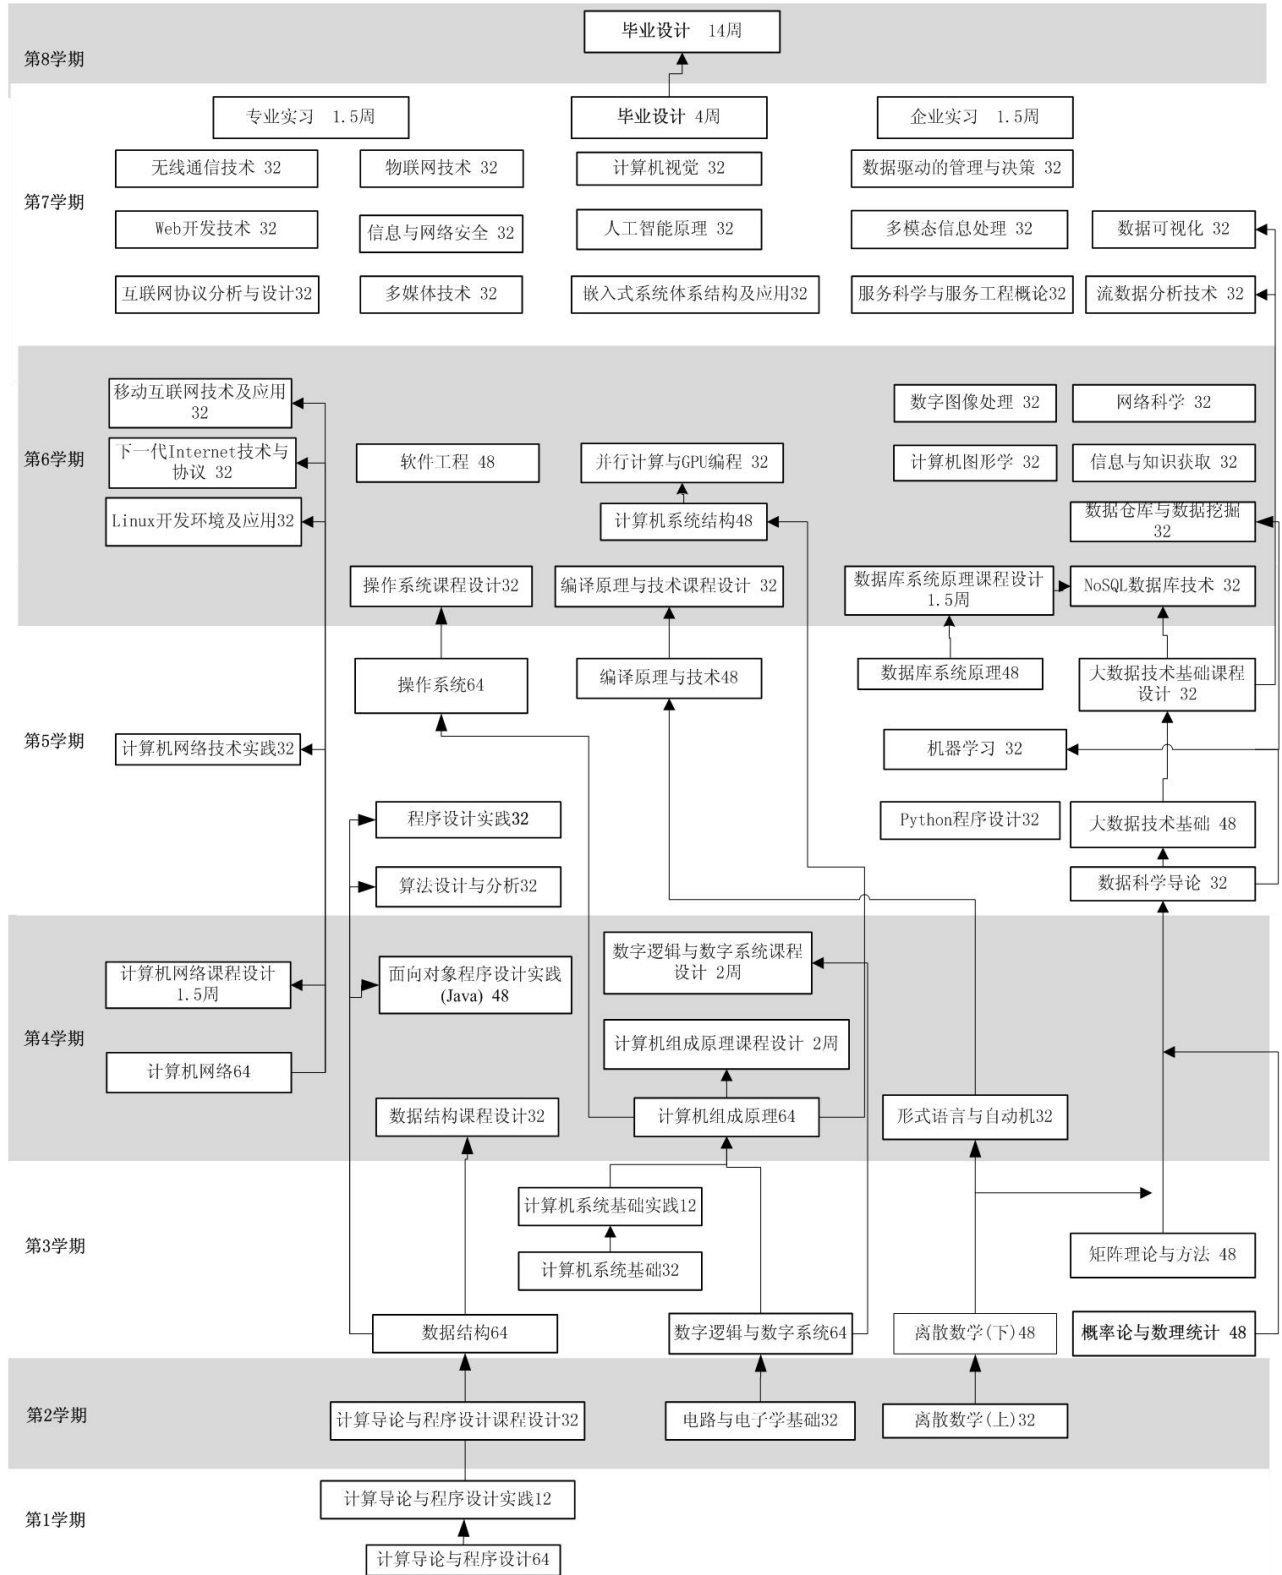 第8学期
毕业设计 14周
第7学期
专业实习 1.5周
毕业设计 4周
企业实习 1.5周
无线通信技术 32
物联网技术 32
计算机视觉 32
数据驱动的管理与决策 32
Web开发技术 32
信息与网络安全 32
人工智能原理 32
多模态信息处理 32
数据可视化 32
互联网协议分析与设计32
多媒体技术 32
嵌入式系统体系结构及应用32
服务科学与服务工程概论32
流数据分析技术 32
第6学期
移动互联网技术及应用
32
数字图像处理 32
网络科学 32
下一代Internet技术与
协议 32
软件工程 48
并行计算与GPU编程 32
计算机图形学 32
信息与知识获取 32
Linux开发环境及应用32
计算机系统结构48
数据仓库与数据挖掘
32
操作系统课程设计32
编译原理与技术课程设计 32
数据库系统原理课程设计
1.5周
NoSQL数据库技术 32
第5学期
操作系统64
编译原理与技术48
数据库系统原理48
大数据技术基础课程
设计 32
计算机网络技术实践32
机器学习 32
程序设计实践32
Python程序设计32
大数据技术基础 48
算法设计与分析32
数据科学导论 32
第4学期
数字逻辑与数字系统课程
设计 2周
计算机网络课程设计
1.5周
面向对象程序设计实践
(Java) 48
计算机组成原理课程设计 2周
计算机网络64
数据结构课程设计32
计算机组成原理64
形式语言与自动机32
第3学期
计算机系统基础实践12
计算机系统基础32
矩阵理论与方法 48
数据结构64
数字逻辑与数字系统64
离散数学(下)48
概率论与数理统计 48
第2学期
计算导论与程序设计课程设计32
电路与电子学基础32
离散数学(上)32
第1学期
计算导论与程序设计实践12
计算导论与程序设计64